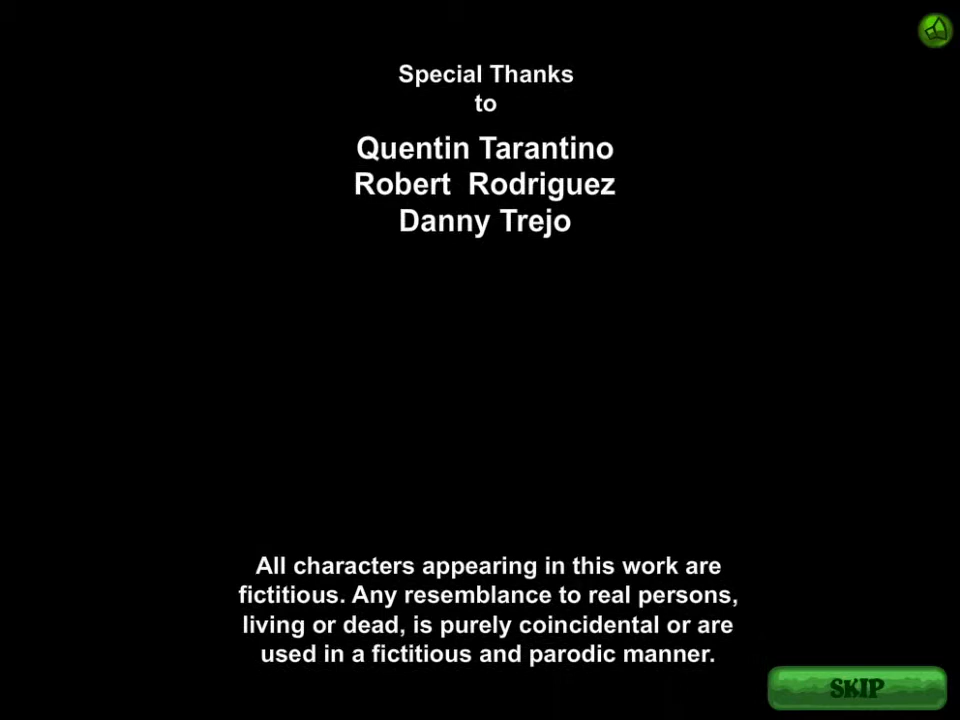 Special Thanks
to
Quentin Tarantino
Robert Rodriguez
Danny Trejo
All characters appearing in this work are
fictitious. Any resemblance to real persons,
living or dead, is purely coincidental or are
used in a fictitious and parodic manner.
SKIP